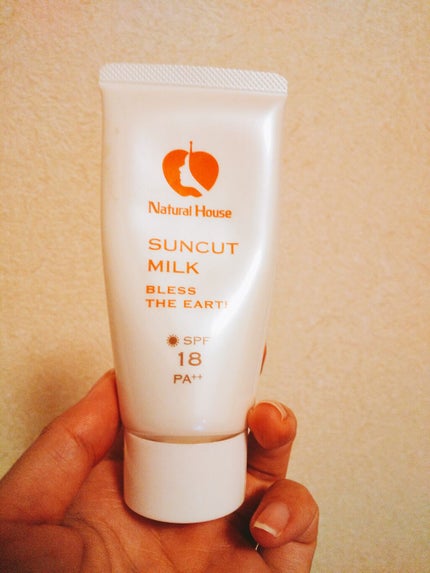 Natural House
SUNCUT
MILK
BLESS
THE EARTH
SPF
18
PA++